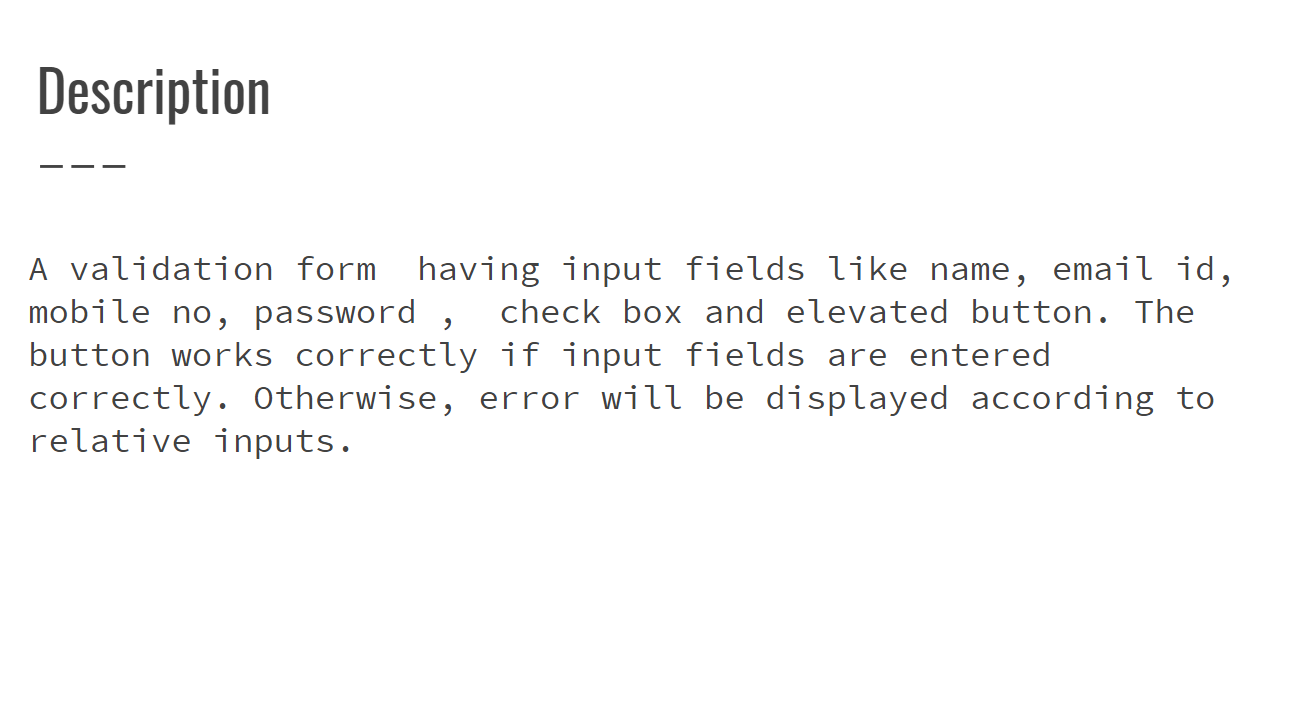 Description
———
A validation form  having input fields like name, email id,
mobile no, password ,  check box and elevated button. The
button works correctly if input fields are entered
correctly. Otherwise, error will be displayed according to
relative inputs.